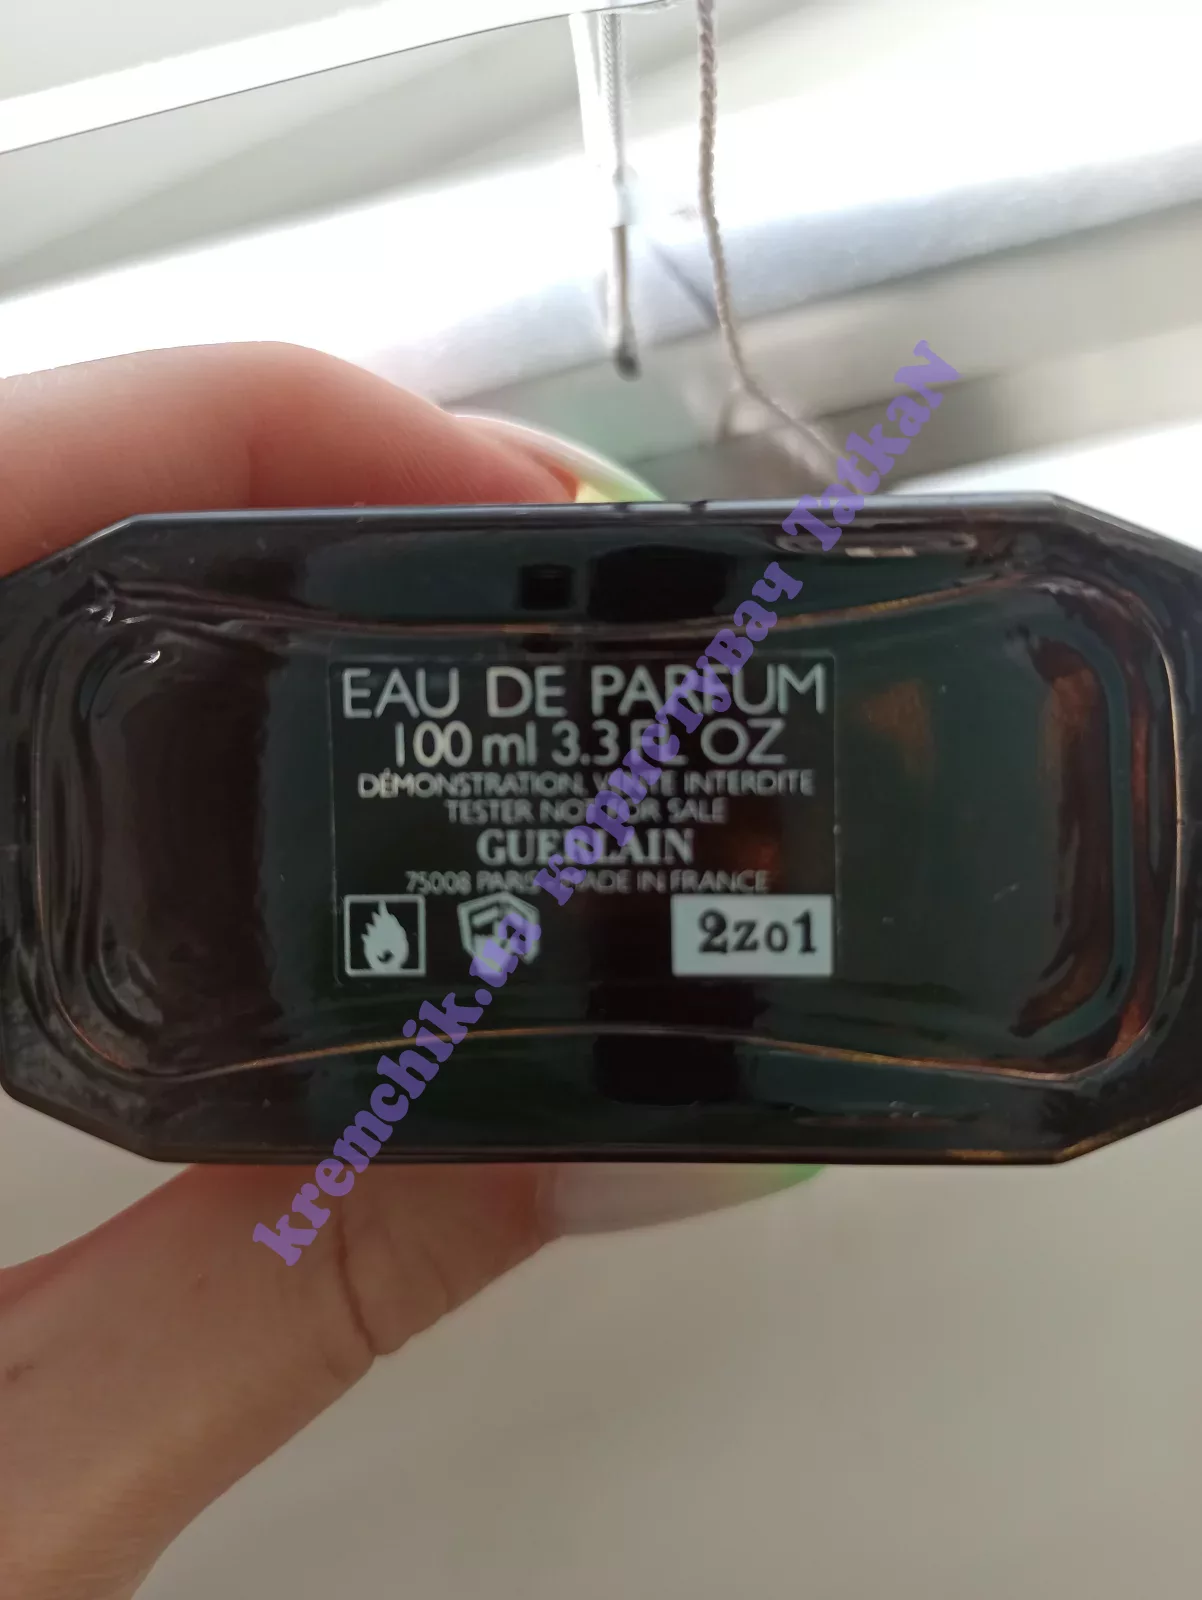 EAU DE PARFUM
100 ml 3.3 FL OZ
DÉMONSTRATION, VENTE INTERDITE
TESTER NOT FOR SALE
GUERLAIN
75008 PARIS MADE IN FRANCE
2z01
kremchik.ua користувач TatkaN